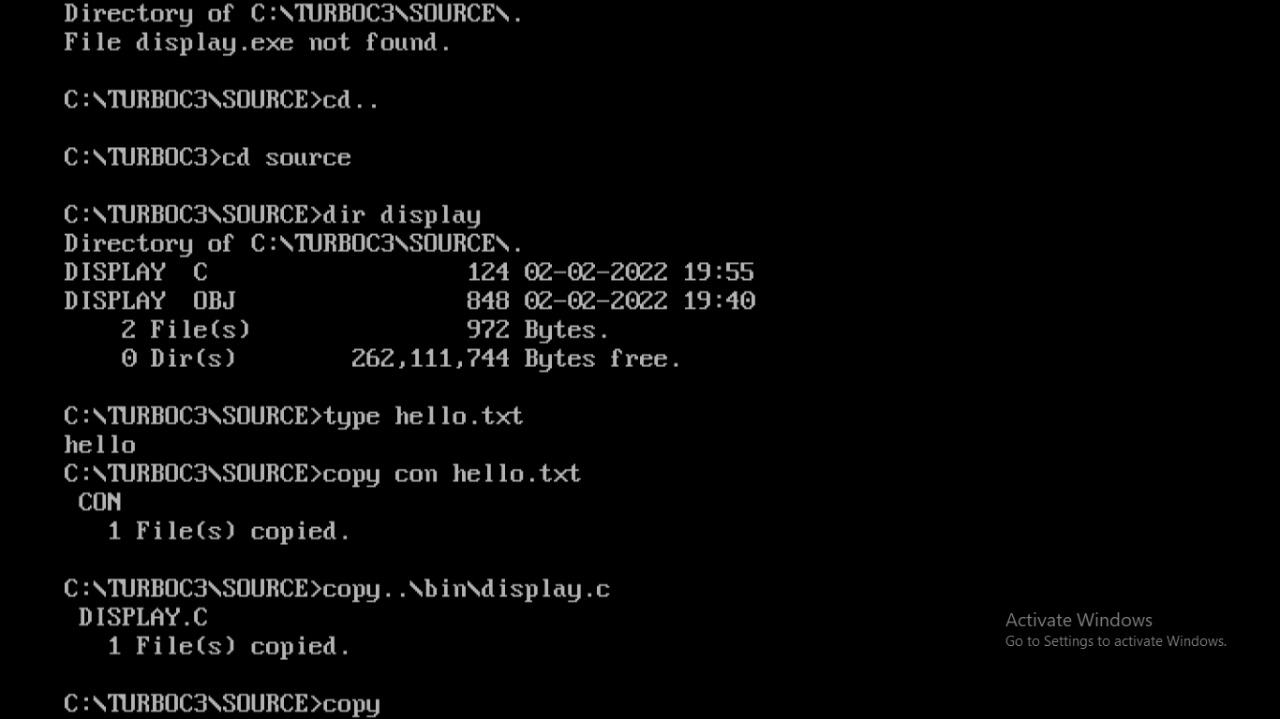 Directory of C:\TURBOC3\SOURCE\.
File display.exe not found.
C:\TURBOC3\SOURCE>cd..
C:\TURBOC3>cd source
C:\TURBOC3\SOURCE>dir display
Directory of C:\TURBOC3\SOURCE\.
DISPLAY  C                  124 02-02-2022 19:55
DISPLAY  OBJ                848 02-02-2022 19:40
    2 File(s)               972 Bytes.
    0 Dir(s)        262,111,744 Bytes free.
C:\TURBOC3\SOURCE>type hello.txt
hello
C:\TURBOC3\SOURCE>copy con hello.txt
 CON
   1 File(s) copied.
C:\TURBOC3\SOURCE>copy..\bin\display.c
 DISPLAY.C
   1 File(s) copied.
C:\TURBOC3\SOURCE>copy
Activate Windows
Go to Settings to activate Windows.